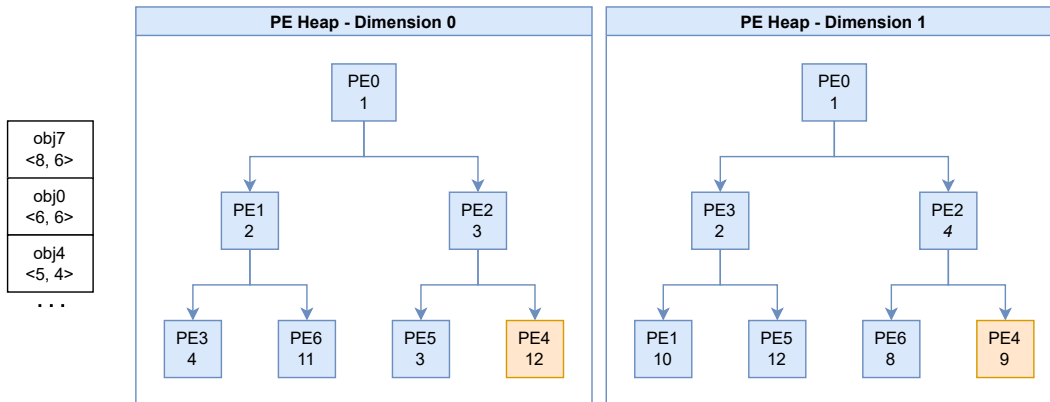 obj7
<8, 6>
obj0
<6, 6>
obj4
<5, 4>
. . .
PE Heap - Dimension 0
PE0
1
PE1
2
PE2
3
PE3
4
PE6
11
PE5
3
PE4
12
PE Heap - Dimension 1
PE0
1
PE3
2
PE2
4
PE1
10
PE5
12
PE6
8
PE4
9